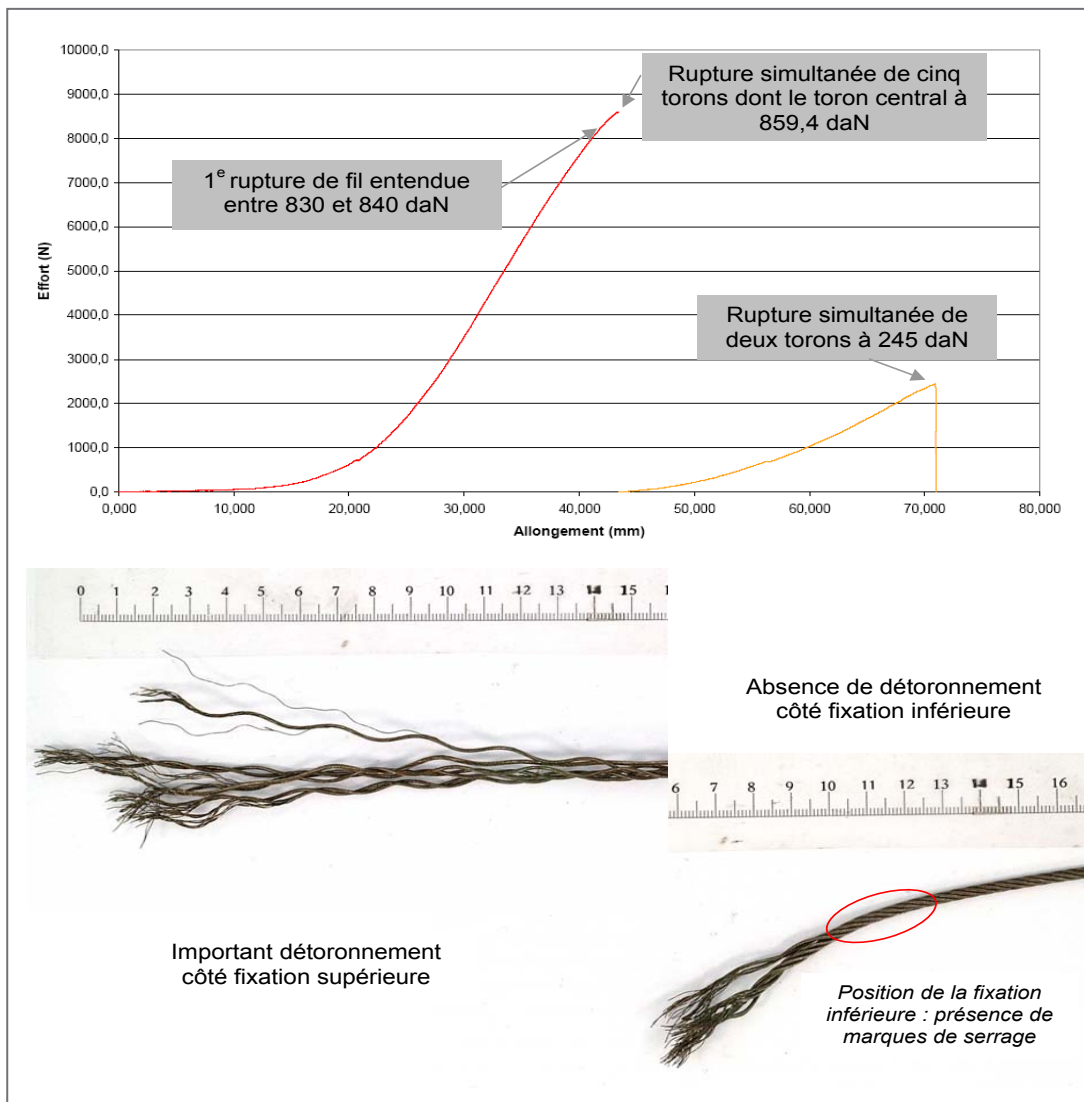 10000,0
9000,0
8000,0
7000,0
6000,0
5000,0
4000,0
3000,0
2000,0
1000,0
0,0
Effort (N)
Rupture simultanée de cinq
torons dont le toron central à
859,4 daN
1e rupture de fil entendue
entre 830 et 840 daN
Rupture simultanée de
deux torons à 245 daN
0,000 10,000 20,000 30,000 40,000 50,000 60,000 70,000 80,000
Allongement (mm)
0 1 2 3 4 5 6 7 8 9 10 11 12 13 14 15
Absence de détoronnement
côté fixation inférieure
6 7 8 9 10 11 12 13 14 15 16
Important détoronnement
côté fixation supérieure
Position de la fixation
inférieure : présence de
marques de serrage